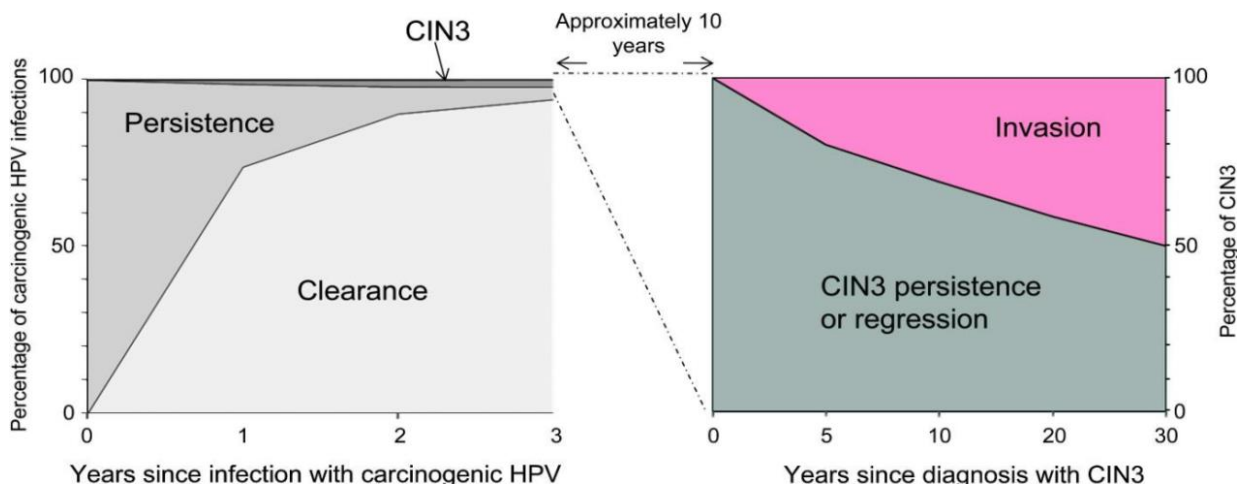 CIN3
Approximately 10
years
Percentage of carcinogenic HPV infections
100
50
0
Persistence
Clearance
0 1 2 3
Years since infection with carcinogenic HPV
Invasion
CIN3 persistence
or regression
100
50
0
Percentage of CIN3
0 5 10 20 30
Years since diagnosis with CIN3